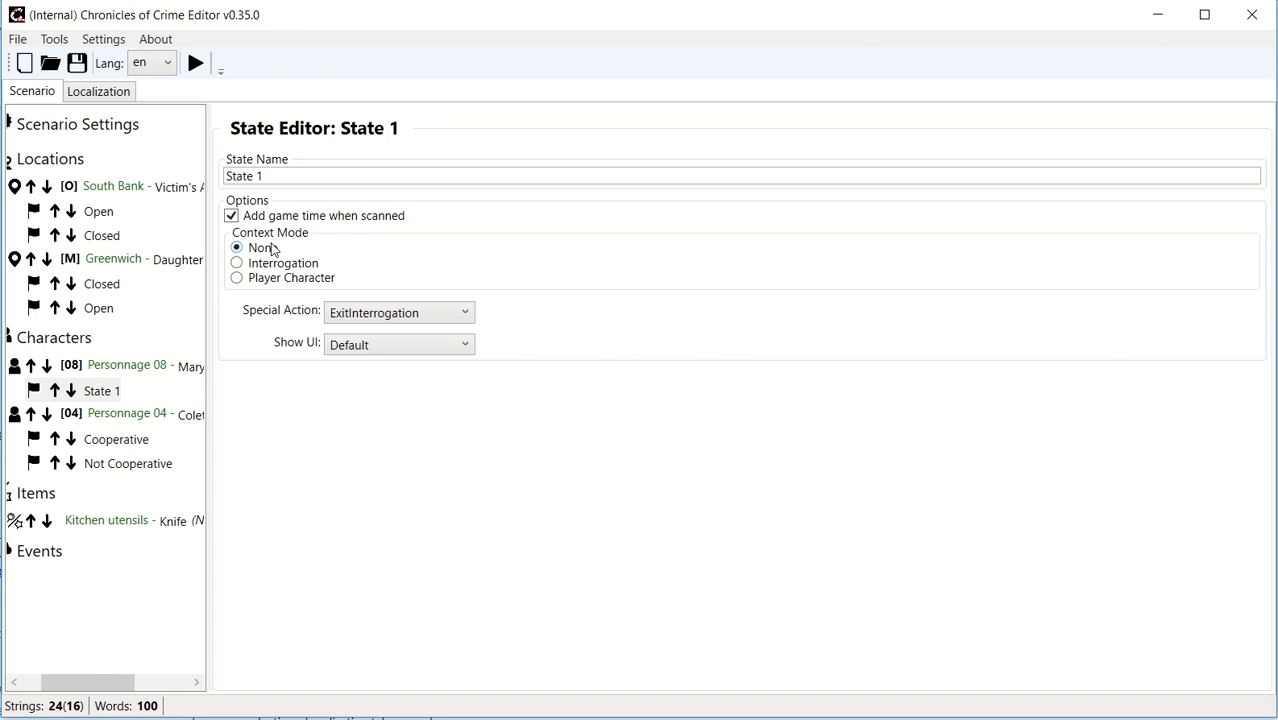 (Internal) Chronicles of Crime Editor v0.35.0
File Tools Settings About
Lang: en
Scenario Localization
Scenario Settings
Locations
[O] South Bank - Victim's
Open
Closed
[M] Greenwich - Daughter
Closed
Open
Characters
[08] Personnage 08 - Mary
State 1
[04] Personnage 04 - Colet
Cooperative
Not Cooperative
Items
Kitchen utensils - Knife (N
Events
State Editor: State 1
State Name
State 1
Options
Add game time when scanned
Context Mode
None
Interrogation
Player Character
Special Action: ExitInterrogation
Show UI: Default
Strings: 24(16) Words: 100